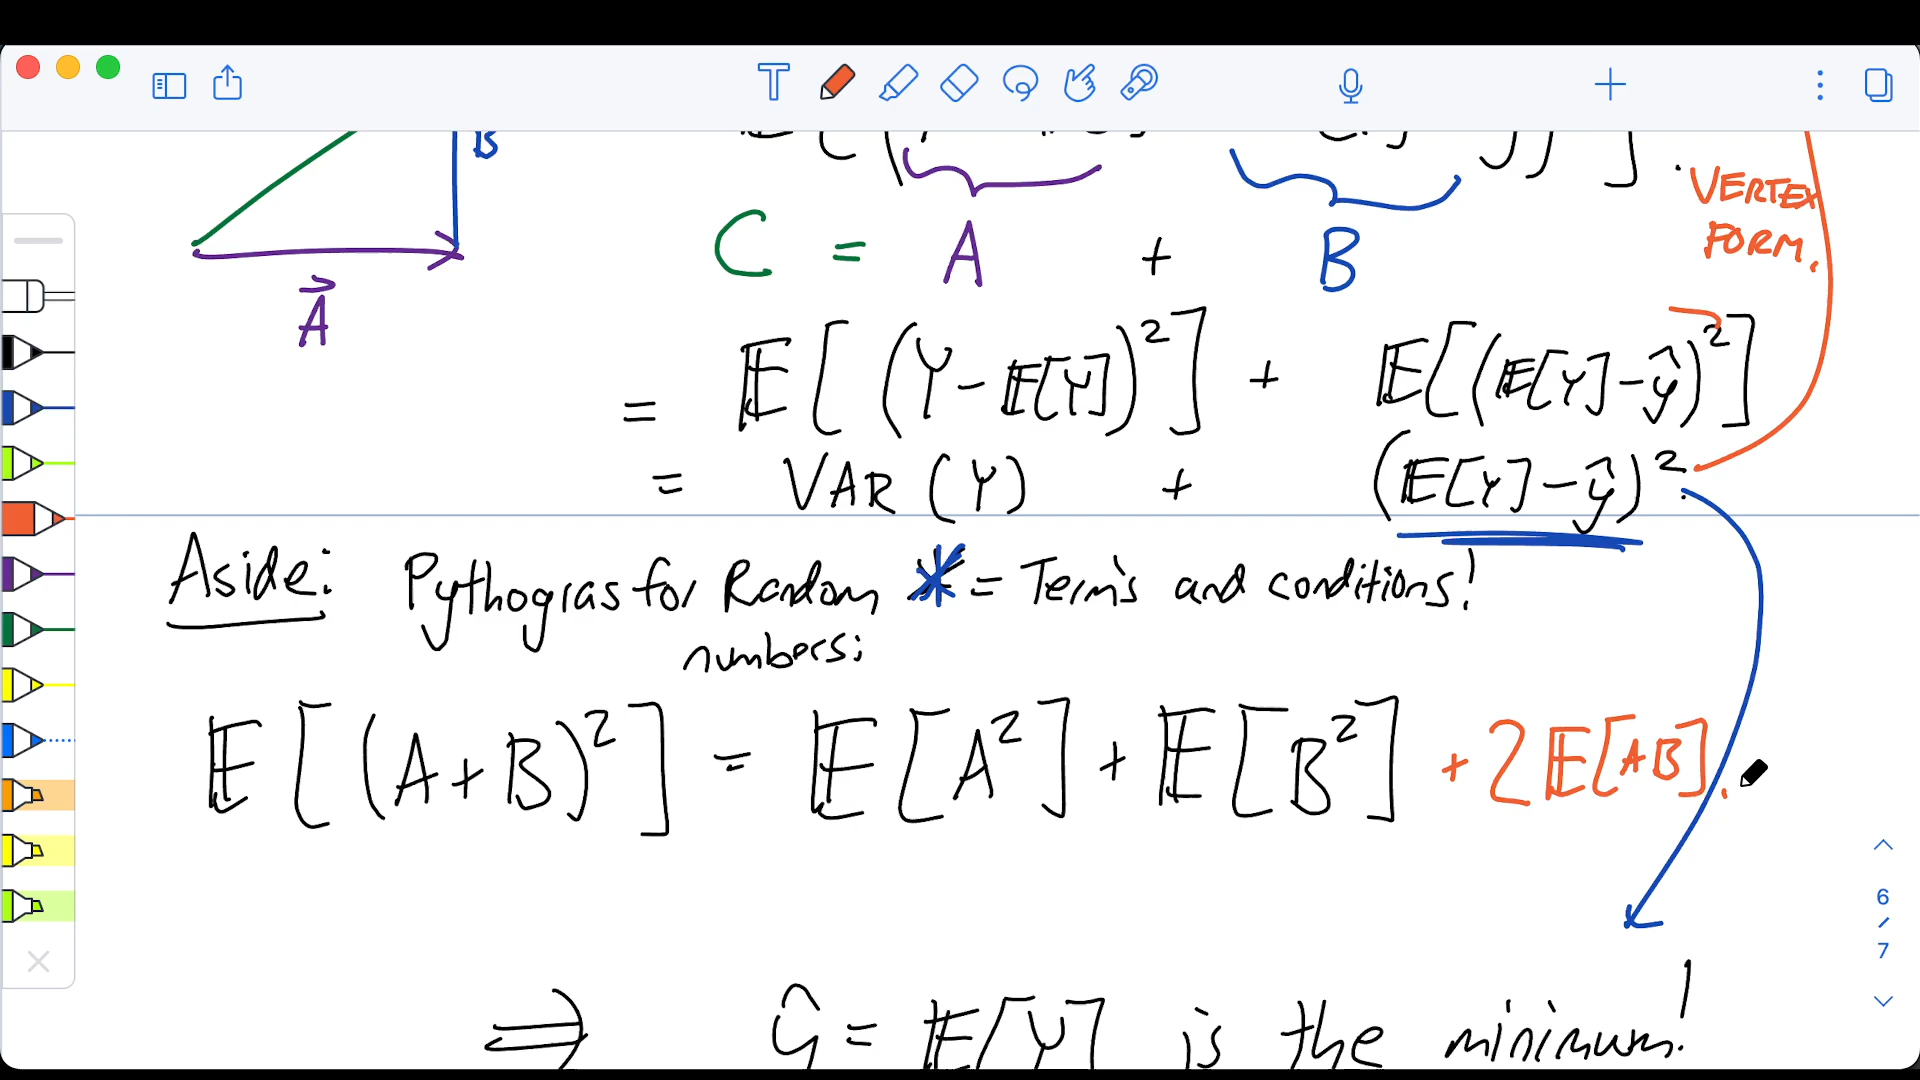 B
VERTEX
FORM.
C = A + B
A
= E[(Y - E[Y])²] + E[(E[Y] - ŷ)²]
= VAR(Y) + (E[Y] - ŷ)².
Aside: Pythogras for Random * = Terms and conditions!
numbers:
E[(A+B)²] = E[A²] + E[B²] + 2E[AB].
6
/
7
⇒ ŷ = E[Y] is the minimum!